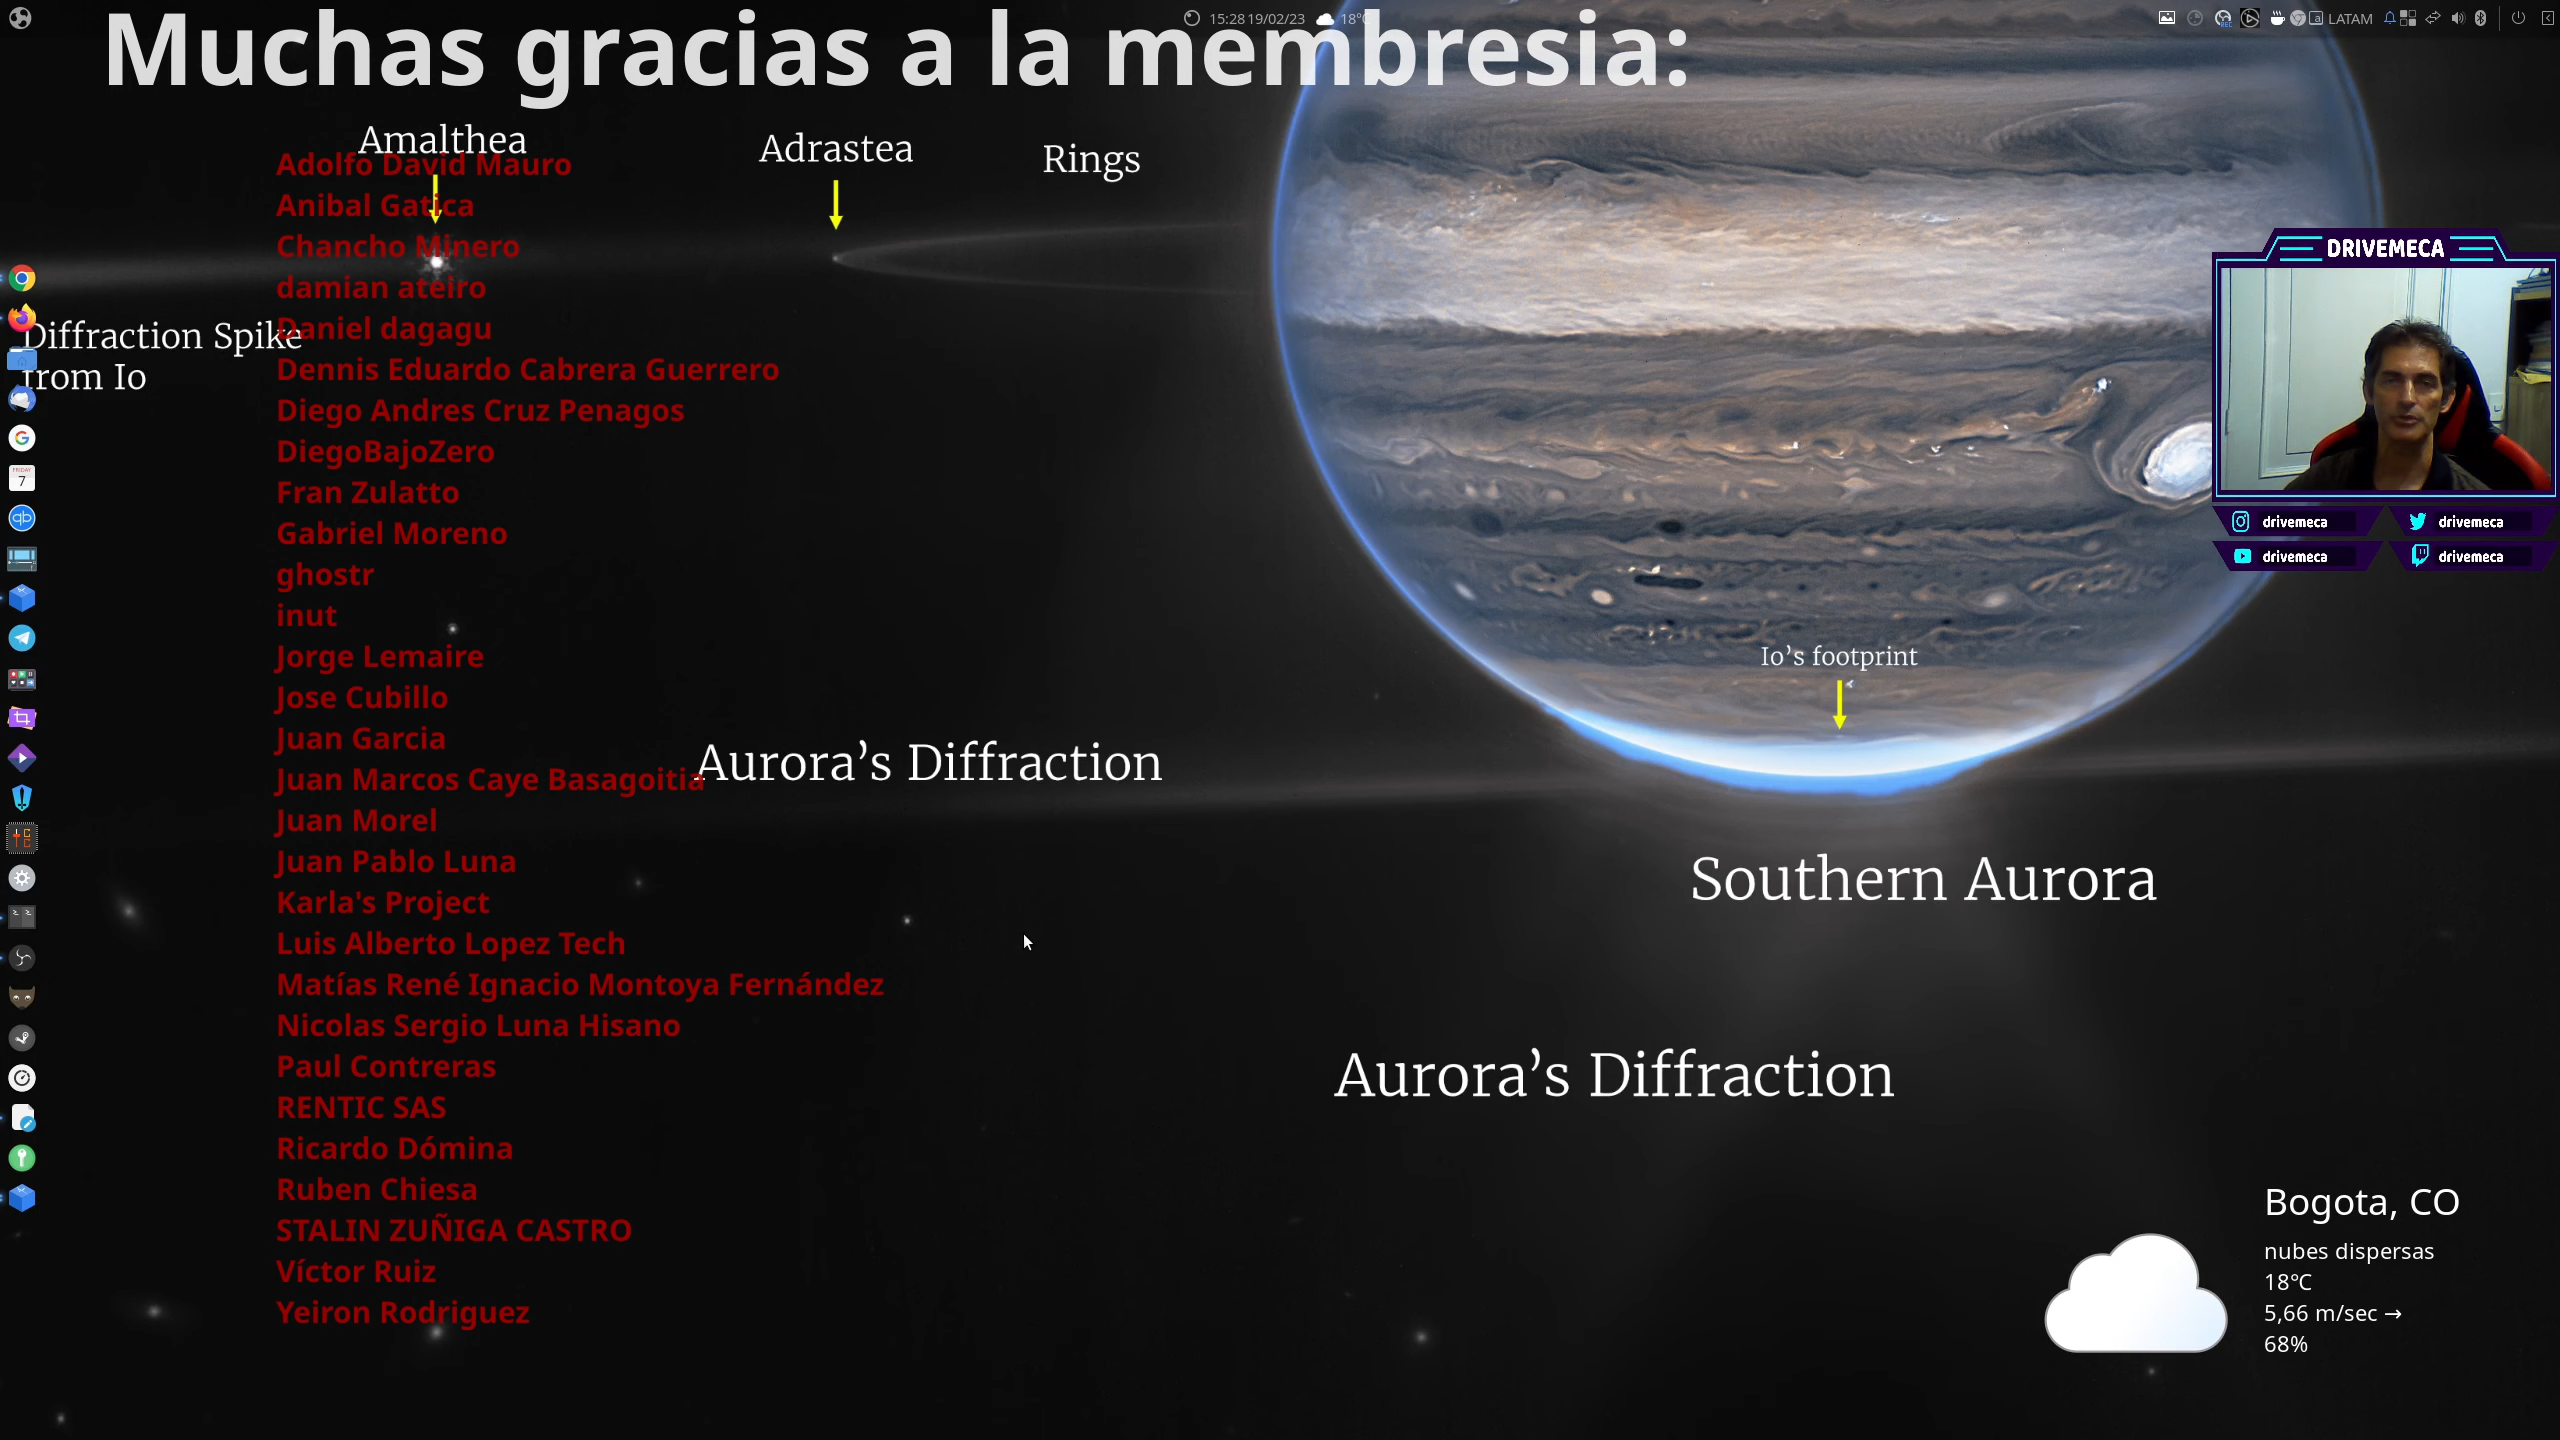 15:28 19/02/23 18°C
LATAM
Muchas gracias a la membresia:
Amalthea
Adrastea
Rings
Adolfo David Mauro
Anibal Gatica
Chancho Minero
damian ateiro
Daniel dagagu
Diffraction Spike
from Io
Dennis Eduardo Cabrera Guerrero
Diego Andres Cruz Penagos
DiegoBajoZero
Fran Zulatto
Gabriel Moreno
ghostr
inut
Jorge Lemaire
Jose Cubillo
Juan Garcia
Juan Marcos Caye Basagoitia
Juan Morel
Juan Pablo Luna
Karla's Project
Luis Alberto Lopez Tech
Matías René Ignacio Montoya Fernández
Nicolas Sergio Luna Hisano
Paul Contreras
RENTIC SAS
Ricardo Dómina
Ruben Chiesa
STALIN ZUÑIGA CASTRO
Víctor Ruiz
Yeiron Rodriguez
DRIVEMECA
drivemeca
drivemeca
drivemeca
drivemeca
Io's footprint
Aurora's Diffraction
Southern Aurora
Aurora's Diffraction
FRIDAY
7
Bogota, CO
nubes dispersas
18°C
5,66 m/sec →
68%